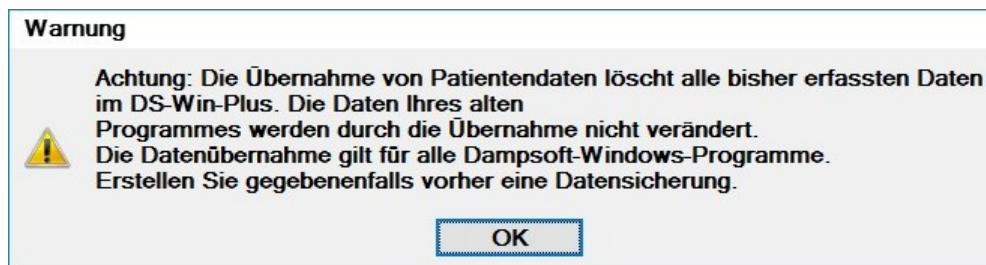 Warnung
Achtung: Die Übernahme von Patientendaten löscht alle bisher erfassten Daten
im DS-Win-Plus. Die Daten Ihres alten
Programmes werden durch die Übernahme nicht verändert.
Die Datenübernahme gilt für alle Dampsoft-Windows-Programme.
Erstellen Sie gegebenenfalls vorher eine Datensicherung.
OK